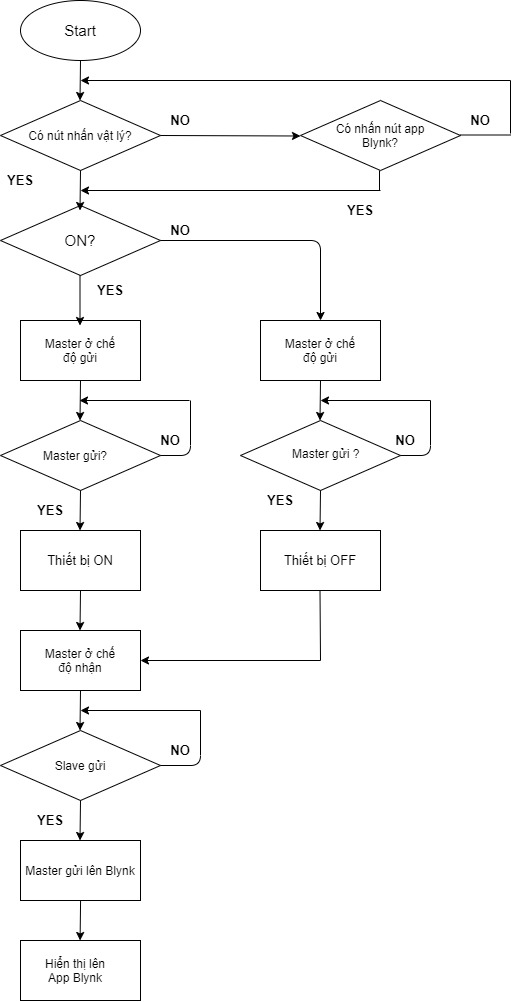 Start
Có nút nhấn vật lý?
NO
Có nhấn nút app
Blynk?
NO
YES
YES
ON?
NO
YES
Master ở chế
độ gửi
Master ở chế
độ gửi
Master gửi?
NO
Master gửi ?
NO
YES
YES
Thiết bị ON
Thiết bị OFF
Master ở chế
độ nhận
Slave gửi
NO
YES
Master gửi lên Blynk
Hiển thị lên
App Blynk